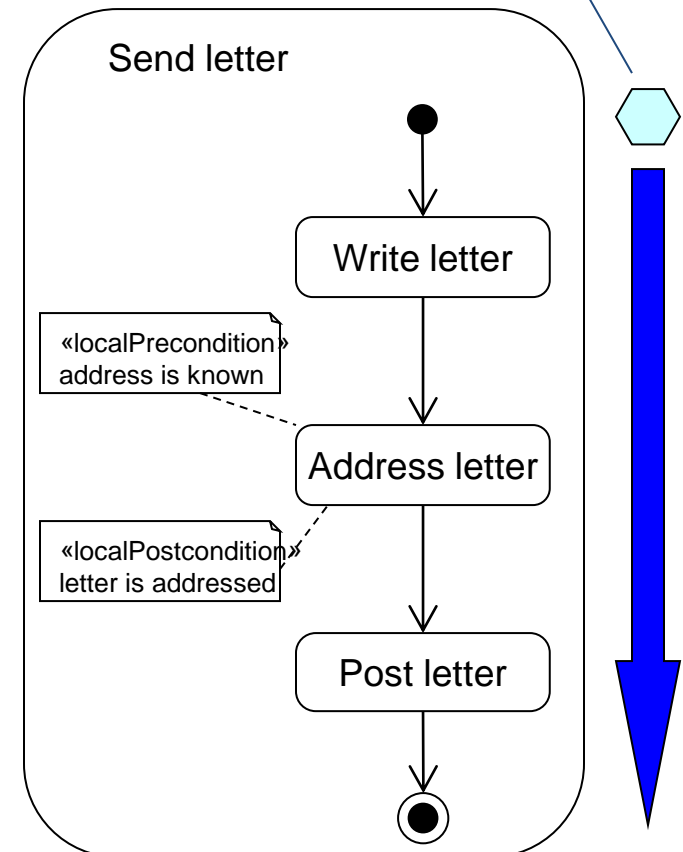 Send letter
Write letter
«localPrecondition»
address is known
Address letter
«localPostcondition»
letter is addressed
Post letter